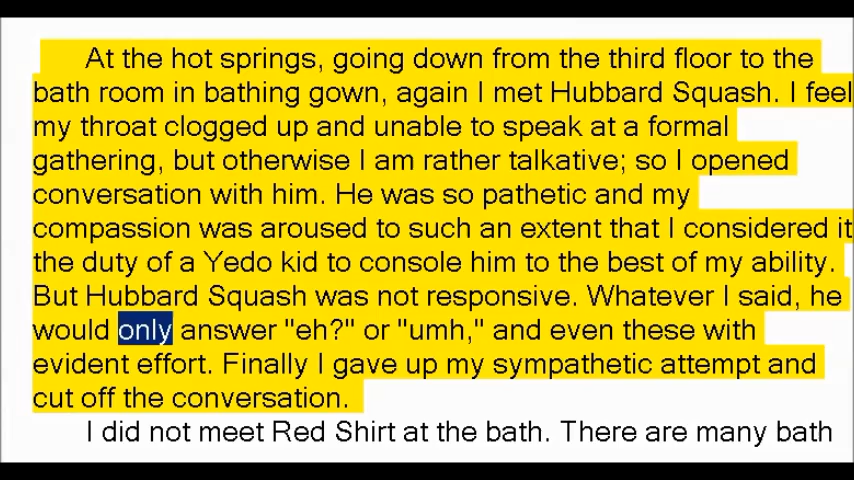 At the hot springs, going down from the third floor to the
bath room in bathing gown, again I met Hubbard Squash. I feel
my throat clogged up and unable to speak at a formal
gathering, but otherwise I am rather talkative; so I opened
conversation with him. He was so pathetic and my
compassion was aroused to such an extent that I considered it
the duty of a Yedo kid to console him to the best of my ability.
But Hubbard Squash was not responsive. Whatever I said, he
would only answer "eh?" or "umh," and even these with
evident effort. Finally I gave up my sympathetic attempt and
cut off the conversation.
I did not meet Red Shirt at the bath. There are many bath